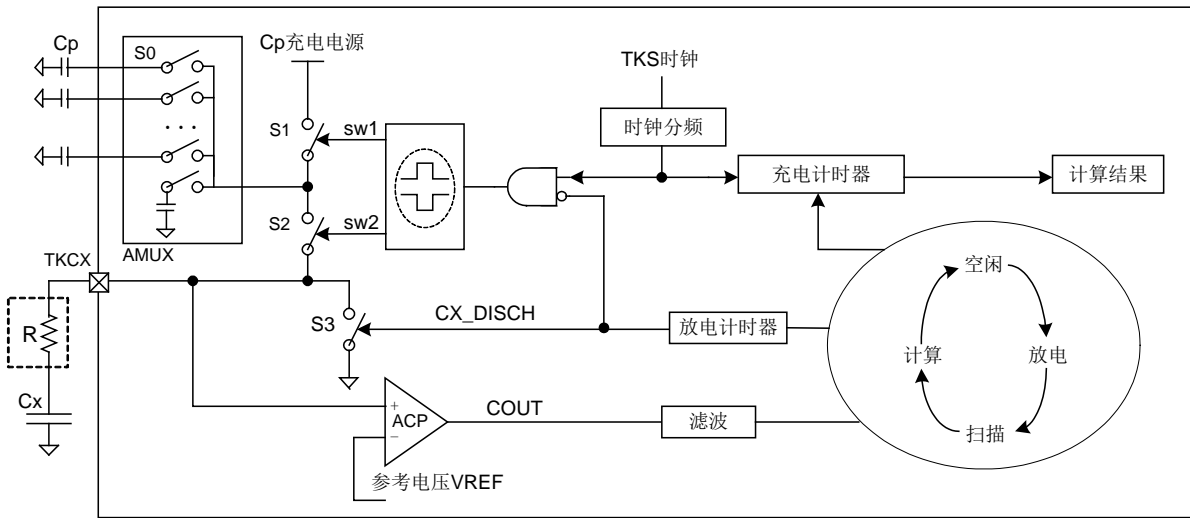 Cp
S0
Cp充电电源
TKS时钟
时钟分频
S1
sw1
充电计时器
计算结果
. . .
S2
sw2
AMUX
TKCX
空闲
R
S3
CX_DISCH
放电计时器
计算
放电
Cx
+
ACP
−
COUT
滤波
扫描
参考电压VREF